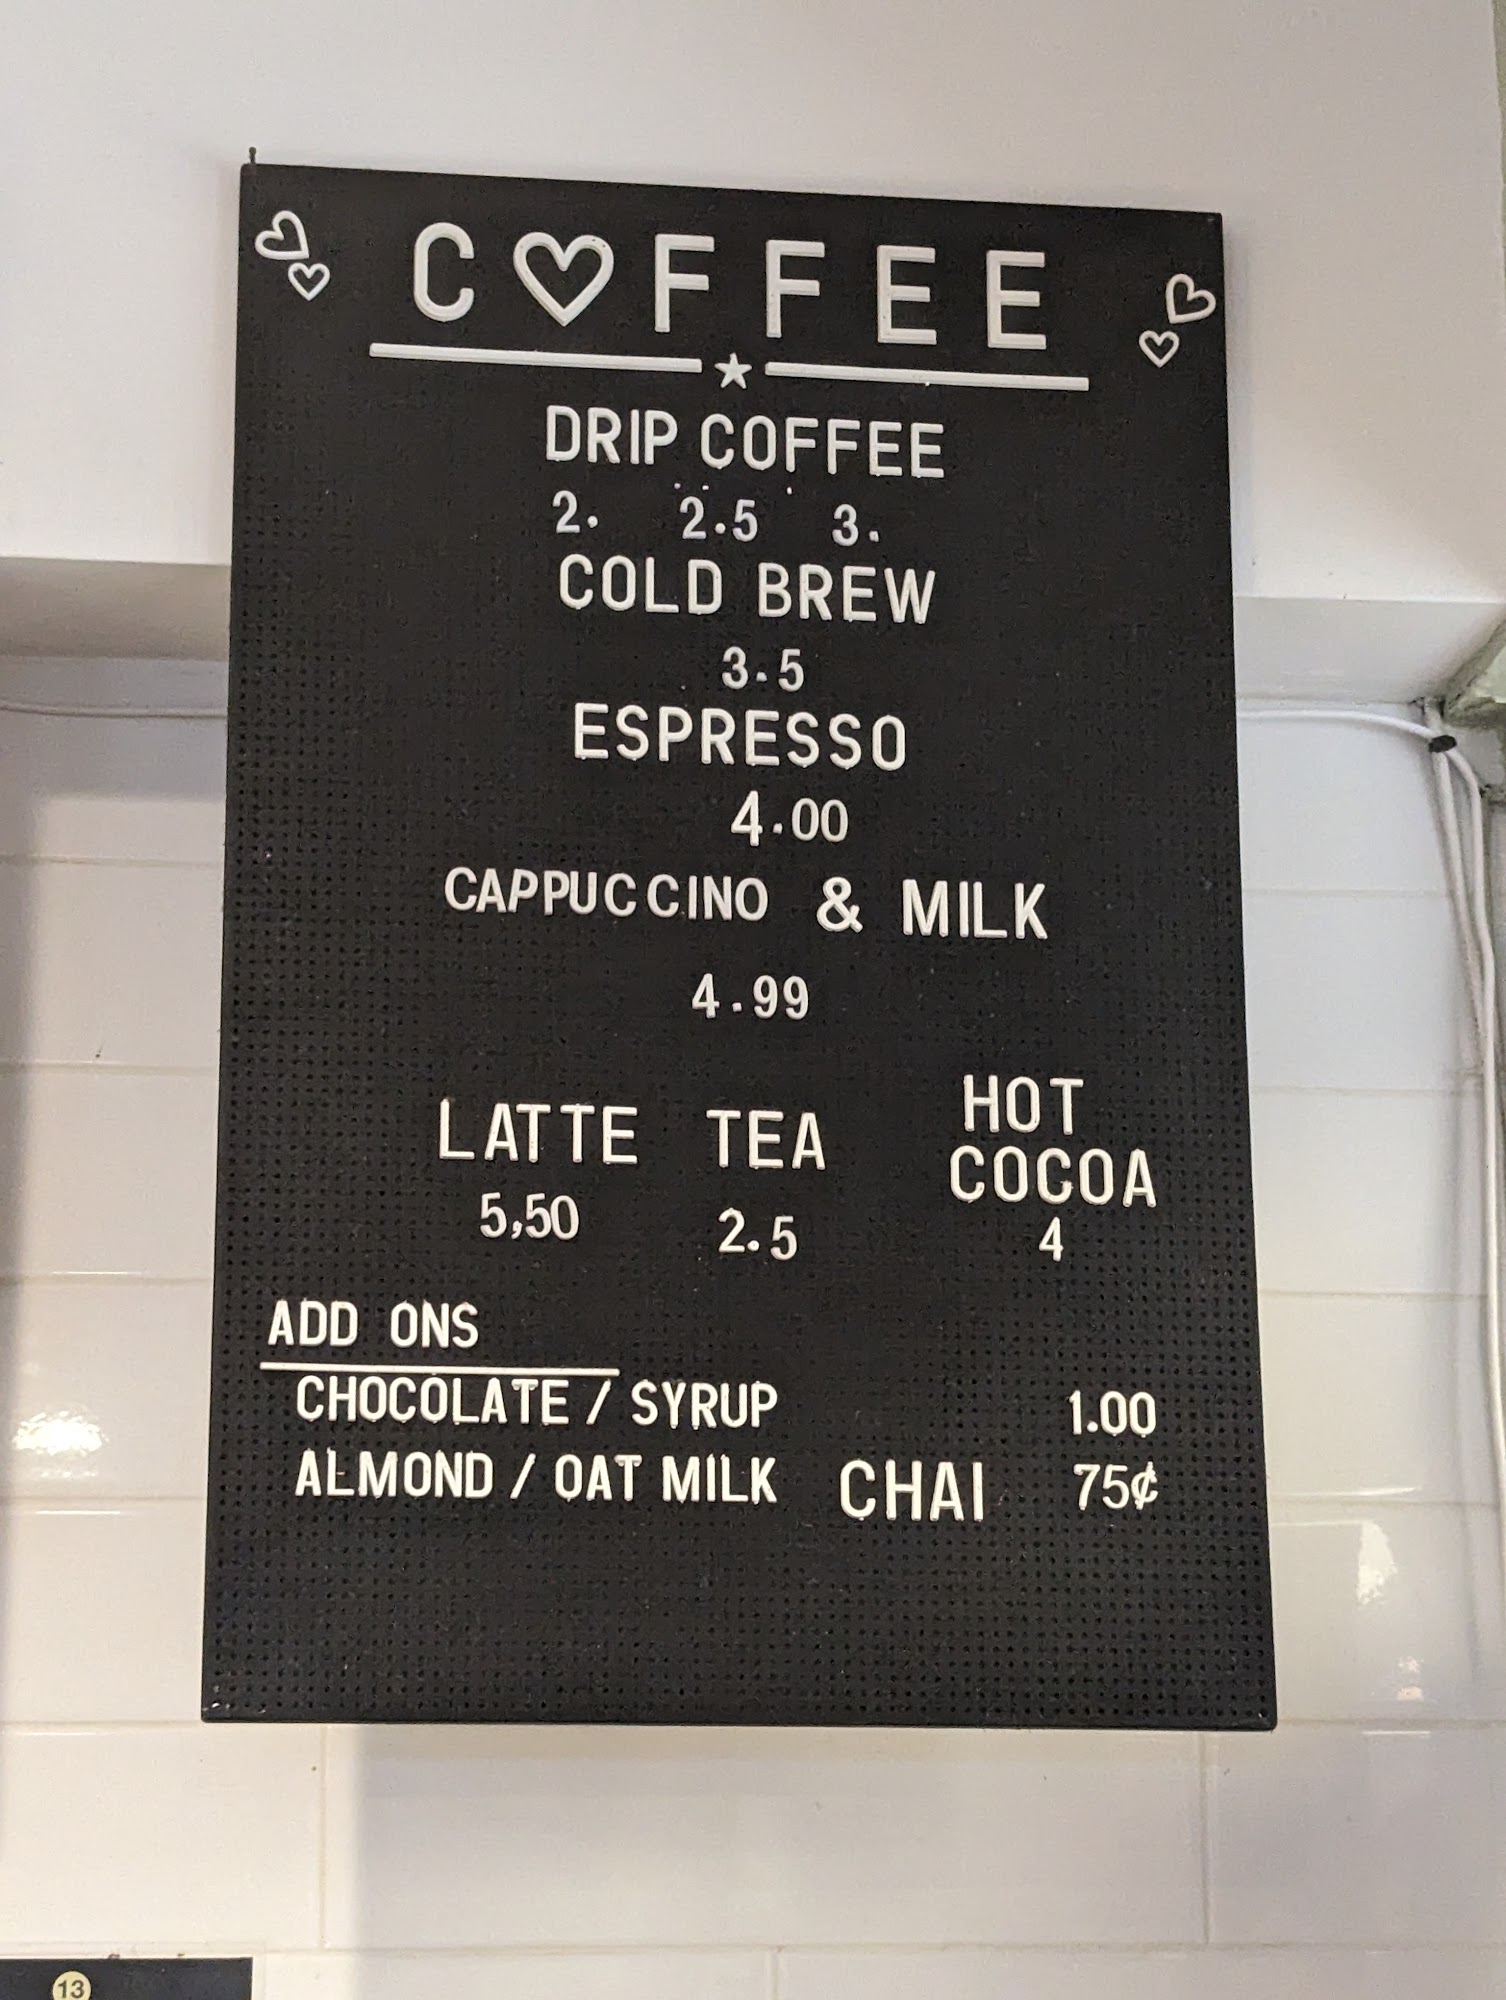 C♡FFEE
DRIP COFFEE
2. 2.5 3.
COLD BREW
3.5
ESPRESSO
4.00
CAPPUCCINO & MILK
4.99
LATTE TEA HOT COCOA
5,50 2.5 4
ADD ONS
CHOCOLATE / SYRUP 1.00
ALMOND / OAT MILK CHAI 75¢
13